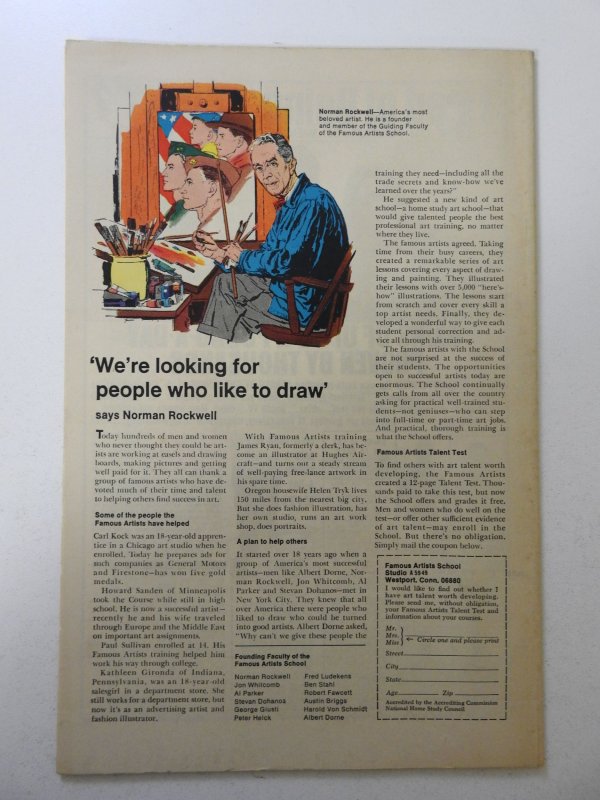 Norman Rockwell—America's most
beloved artist. He is a founder
and member of the Guiding Faculty
of the Famous Artists School.
'We're looking for
people who like to draw'
says Norman Rockwell
Today hundreds of men and women
who never thought they could be art-
ists are working at easels and drawing
boards, making pictures and getting
well paid for it. They all can thank a
group of famous artists who have de-
voted much of their time and talent
to helping others find success in art.
Some of the people the
Famous Artists have helped
Carl Kock was an 18-year-old appren-
tice in a Chicago art studio when he
enrolled. Today he prepares ads for
such companies as General Motors
and Firestone—has won five gold
medals.
Howard Sanden of Minneapolis
took the Course while still in high
school. He is now a successful artist—
recently he and his wife traveled
through Europe and the Middle East
on important art assignments.
Paul Sullivan enrolled at 14. His
Famous Artists training helped him
work his way through college.
Kathleen Gironda of Indiana,
Pennsylvania, was an 18-year-old
salesgirl in a department store. She
still works for a department store, but
now it's as an advertising artist and
fashion illustrator.
With Famous Artists training
James Ryan, formerly a clerk, has be-
come an illustrator at Hughes Air-
craft—and turns out a steady stream
of well-paying free-lance artwork in
his spare time.
Oregon housewife Helen Tryk lives
150 miles from the nearest big city.
But she does fashion illustration, has
her own studio, runs an art work
shop, does portraits.
A plan to help others
It started over 18 years ago when a
group of America's most successful
artists—men like Albert Dorne, Nor-
man Rockwell, Jon Whitcomb, Al
Parker and Stevan Dohanos—met in
New York City. They knew that all
over America there were people who
liked to draw who could be turned
into good artists. Albert Dorne asked,
"Why can't we give these people the
Founding Faculty of the
Famous Artists School
Norman Rockwell
Jon Whitcomb
Al Parker
Stevan Dohanos
George Giusti
Peter Helck
Fred Ludekens
Ben Stahl
Robert Fawcett
Austin Briggs
Harold Von Schmidt
Albert Dorne
training they need—including all the
trade secrets and know-how we've
learned over the years?"
He suggested a new kind of art
school—a home study art school—that
would give talented people the best
professional art training, no matter
where they live.
The famous artists agreed. Taking
time from their busy careers, they
created a remarkable series of art
lessons covering every aspect of draw-
ing and painting. They illustrated
their lessons with over 5,000 "here's-
how" illustrations. The lessons start
from scratch and cover every skill a
top artist needs. Finally, they de-
veloped a wonderful way to give each
student personal correction and ad-
vice all through his training.
The famous artists with the School
are not surprised at the success of
their students. The opportunities
open to successful artists today are
enormous. The School continually
gets calls from all over the country
asking for practical well-trained stu-
dents—not geniuses—who can step
into full-time or part-time art jobs.
And practical, thorough training is
what the School offers.
Famous Artists Talent Test
To find others with art talent worth
developing, the Famous Artists
created a 12-page Talent Test. Thou-
sands paid to take this test, but now
the School offers and grades it free.
Men and women who do well on the
test—or offer other sufficient evidence
of art talent—may enroll in the
School. But there's no obligation.
Simply mail the coupon below.
Famous Artists School
Studio A 5545
Westport, Conn. 06880
I would like to find out whether I
have art talent worth developing.
Please send me, without obligation,
your Famous Artists Talent Test and
information about your courses.
Mr.
Mrs. ← Circle one and please print
Miss
Street
City
State
Age Zip
Accredited by the Accrediting Commission
National Home Study Council